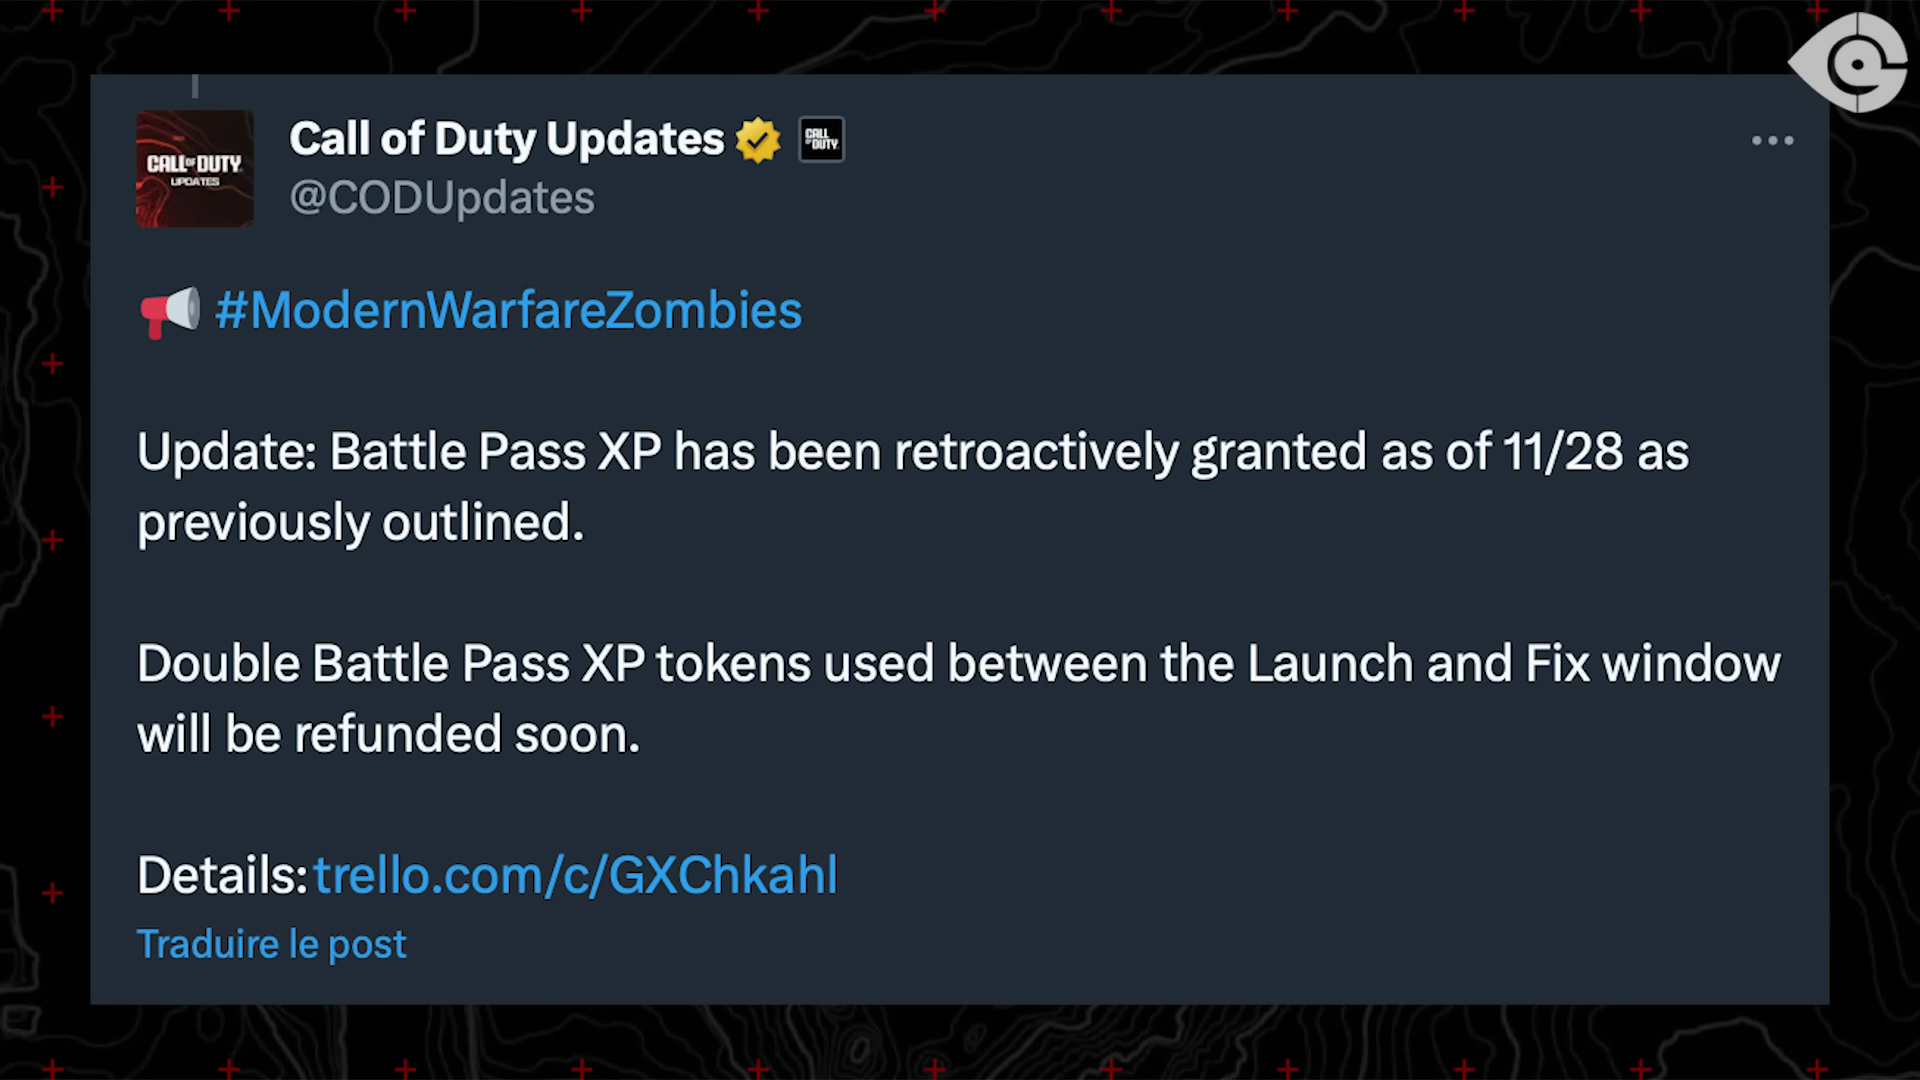 Call of Duty Updates
CALL OF DUTY
CALL OF DUTY
UPDATES
@CODUpdates
#ModernWarfareZombies
Update: Battle Pass XP has been retroactively granted as of 11/28 as
previously outlined.
Double Battle Pass XP tokens used between the Launch and Fix window
will be refunded soon.
Details: trello.com/c/GXChkahl
Traduire le post